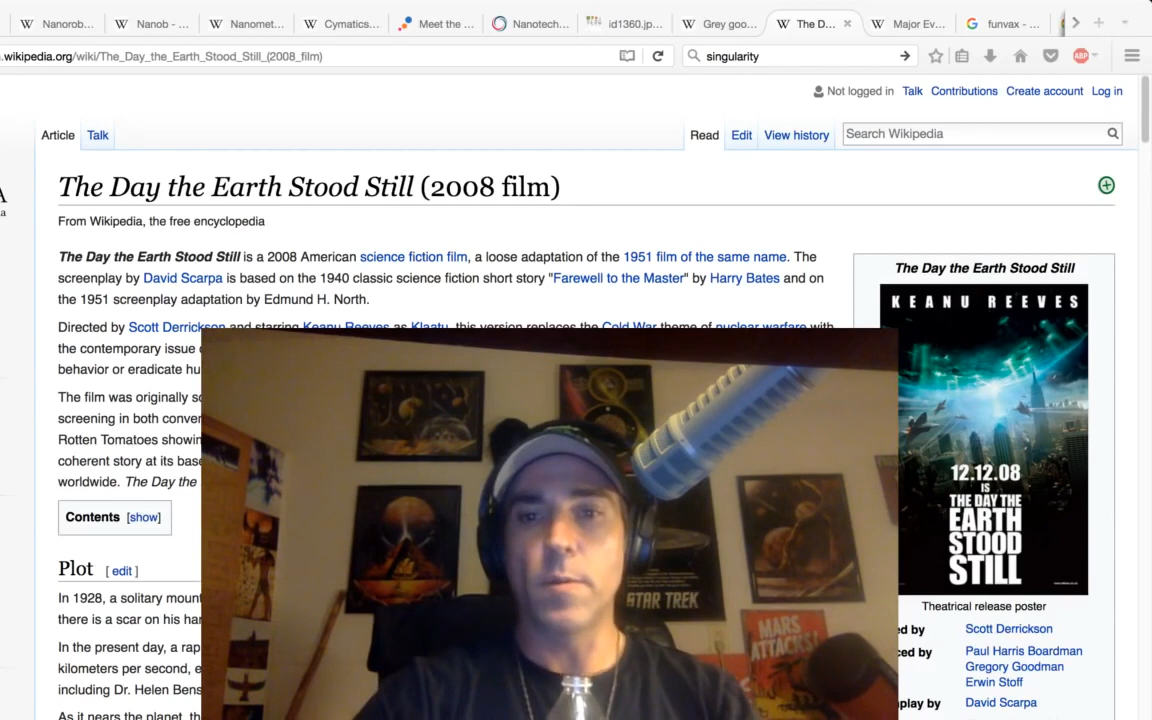 Nanorob...
Nanob - ...
Nanomet...
Cymatics...
Meet the ...
Nanotech...
id1360.jp...
Grey goo...
The D...
Major Ev...
funvax - ...
.wikipedia.org/wiki/The_Day_the_Earth_Stood_Still_(2008_film)
singularity
ABP
Not logged in Talk Contributions Create account Log in
Article Talk Read Edit View history Search Wikipedia
The Day the Earth Stood Still (2008 film)
From Wikipedia, the free encyclopedia
The Day the Earth Stood Still is a 2008 American science fiction film, a loose adaptation of the 1951 film of the same name. The
screenplay by David Scarpa is based on the 1940 classic science fiction short story "Farewell to the Master" by Harry Bates and on
the 1951 screenplay adaptation by Edmund H. North.
Directed by Scott Derrickson and starring Keanu Reeves as Klaatu, this version replaces the Cold War theme of nuclear warfare with
the contemporary issue
behavior or eradicate hu
The film was originally
screening in both conver
Rotten Tomatoes showin
coherent story at its base
worldwide. The Day the
Contents [show]
Plot [ edit ]
In 1928, a solitary mount
there is a scar on his ha
In the present day, a rap
kilometers per second, e
including Dr. Helen Bens
As it nears the planet, th
The Day the Earth Stood Still
KEANU REEVES
12.12.08
IS
THE DAY THE
EARTH
STOOD
STILL
Theatrical release poster
ed by Scott Derrickson
ced by Paul Harris Boardman
Gregory Goodman
Erwin Stoff
nplay by David Scarpa
STAR TREK
MARS
ATTACKS!